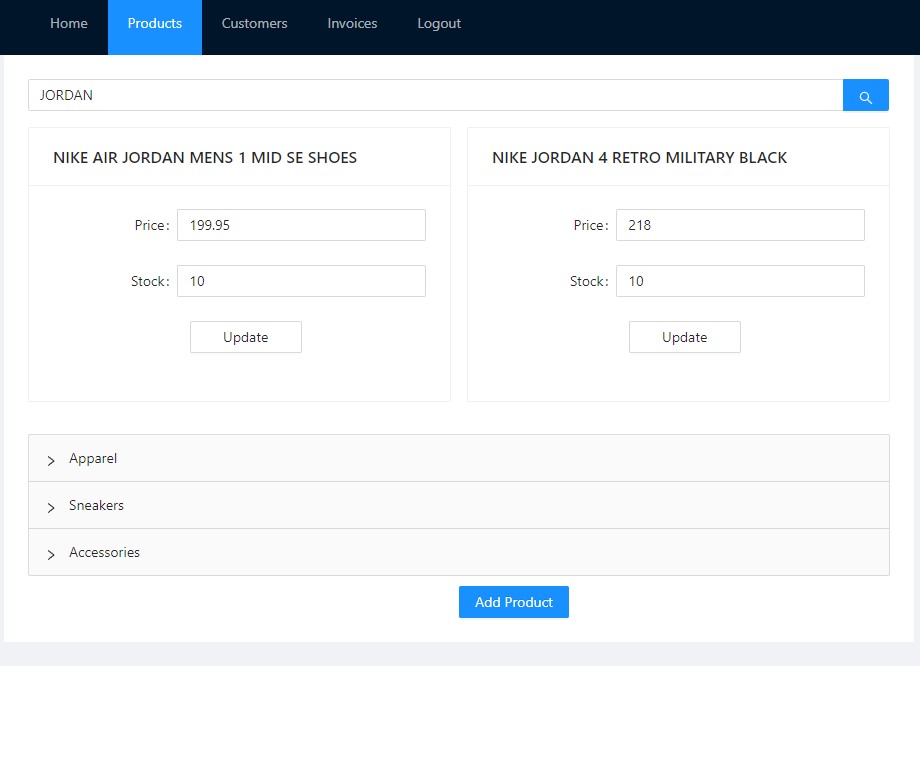 Home Products Customers Invoices Logout
JORDAN
NIKE AIR JORDAN MENS 1 MID SE SHOES
Price: 199.95
Stock: 10
Update
NIKE JORDAN 4 RETRO MILITARY BLACK
Price: 218
Stock: 10
Update
Apparel
Sneakers
Accessories
Add Product